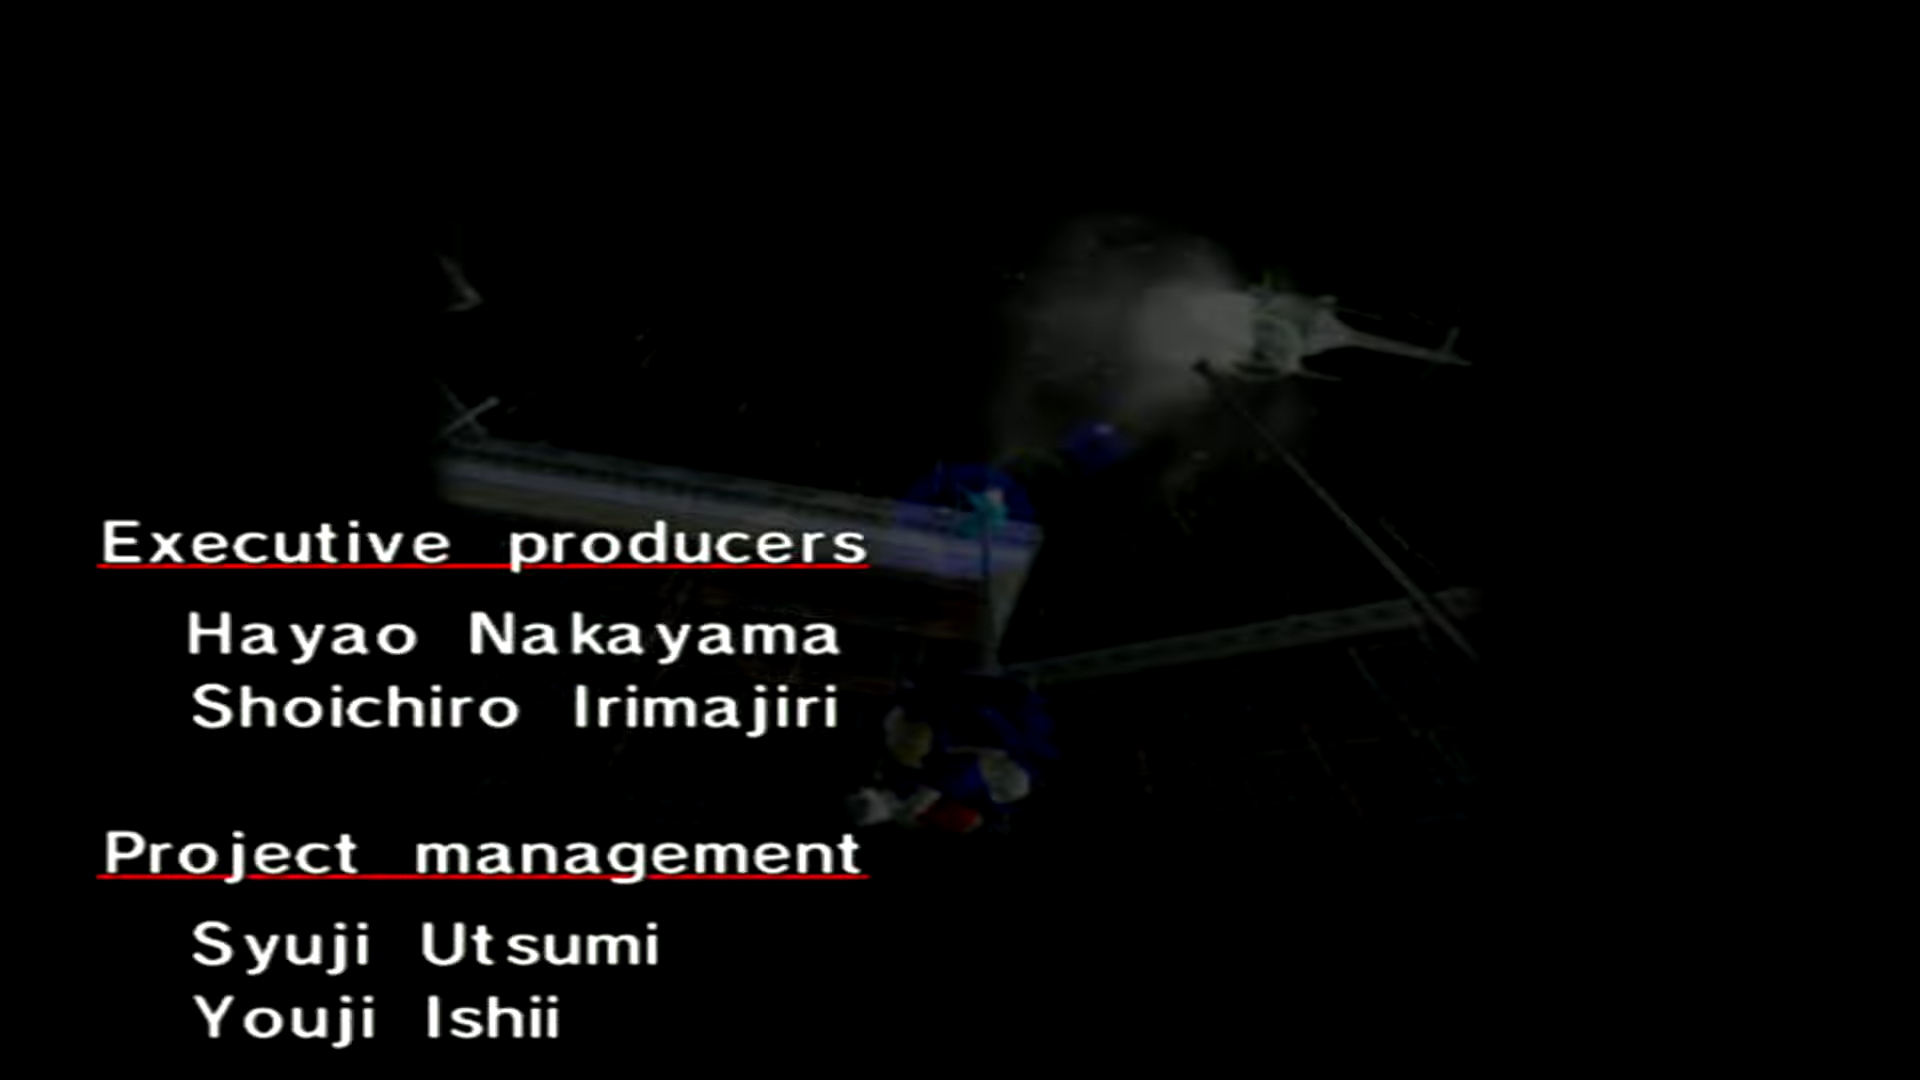 Executive producers
Hayao Nakayama
Shoichiro Irimajiri
Project management
Syuji Utsumi
Youji Ishii